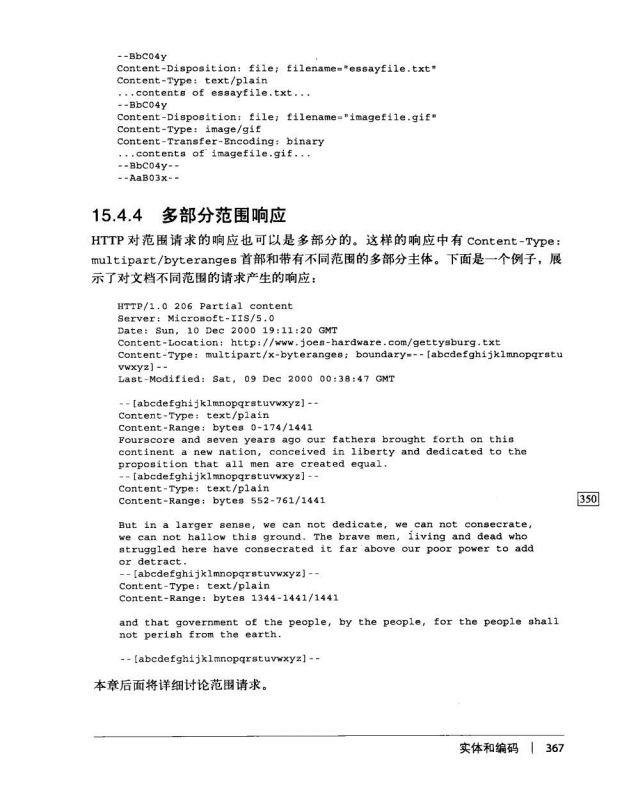 --BbC04y
Content-Disposition: file; filename="essayfile.txt"
Content-Type: text/plain
...contents of essayfile.txt...
--BbC04y
Content-Disposition: file; filename="imagefile.gif"
Content-Type: image/gif
Content-Transfer-Encoding: binary
...contents of imagefile.gif...
--BbC04y--
--AaB03x--
15.4.4 多部分范围响应
HTTP 对范围请求的响应也可以是多部分的。这样的响应中有 Content-Type:
multipart/byteranges 首部和带有不同范围的多部分主体。下面是一个例子，展
示了对文档不同范围的请求产生的响应：
HTTP/1.0 206 Partial content
Server: Microsoft-IIS/5.0
Date: Sun, 10 Dec 2000 19:11:20 GMT
Content-Location: http://www.joes-hardware.com/gettysburg.txt
Content-Type: multipart/x-byteranges; boundary=--[abcdefghijklmnopqrstu
vwxyz]--
Last-Modified: Sat, 09 Dec 2000 00:38:47 GMT
--[abcdefghijklmnopqrstuvwxyz]--
Content-Type: text/plain
Content-Range: bytes 0-174/1441
Fourscore and seven years ago our fathers brought forth on this
continent a new nation, conceived in liberty and dedicated to the
proposition that all men are created equal.
--[abcdefghijklmnopqrstuvwxyz]--
Content-Type: text/plain
Content-Range: bytes 552-761/1441
350
But in a larger sense, we can not dedicate, we can not consecrate,
we can not hallow this ground. The brave men, living and dead who
struggled here have consecrated it far above our poor power to add
or detract.
--[abcdefghijklmnopqrstuvwxyz]--
Content-Type: text/plain
Content-Range: bytes 1344-1441/1441
and that government of the people, by the people, for the people shall
not perish from the earth.
--[abcdefghijklmnopqrstuvwxyz]--
本章后面将详细讨论范围请求。
实体和编码 | 367